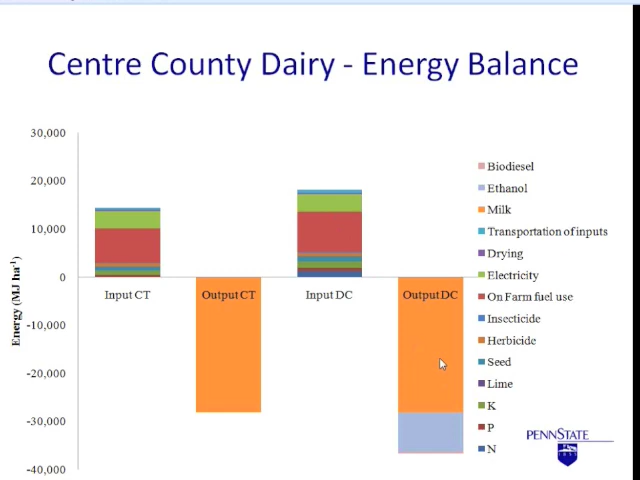 Centre County Dairy - Energy Balance
30,000
20,000
10,000
0
-10,000
-20,000
-30,000
-40,000
Energy (MJ ha-1)
Input CT
Output CT
Input DC
Output DC
Biodiesel
Ethanol
Milk
Transportation of inputs
Drying
Electricity
On Farm fuel use
Insecticide
Herbicide
Seed
Lime
K
P
N
PENNSTATE